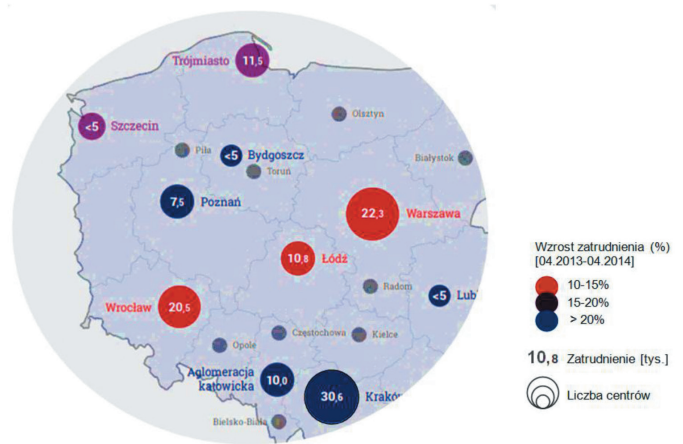 Trójmiasto
11,5
Szczecin
<5
Olsztyn
Piła
<5
Bydgoszcz
Toruń
Białystok
7,5
Poznań
22,3
Warszawa
10,8
Łódź
Radom
<5
Lubl
Wrocław
20,5
Częstochowa
Kielce
Opole
Aglomeracja
katowicka
10,0
30,6
Kraków
Bielsko-Biała
Wzrost zatrudnienia (%)
[04.2013-04.2014]
10-15%
15-20%
> 20%
10,8 Zatrudnienie [tys.]
Liczba centrów